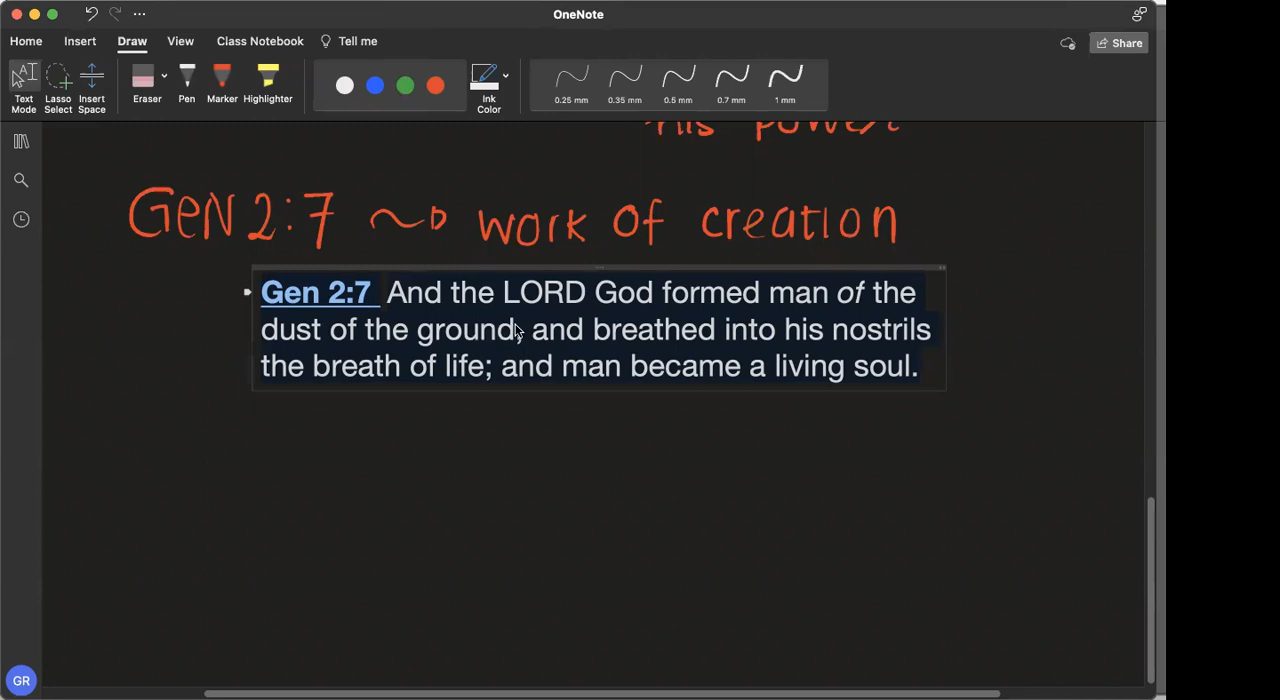 OneNote
Home Insert Draw View Class Notebook Tell me
Share
Text Mode
Lasso Select
Insert Space
Eraser
Pen
Marker
Highlighter
Ink Color
0.25 mm 0.35 mm 0.5 mm 0.7 mm 1 mm
his power
GeN 2:7 work of creation
Gen 2:7 And the LORD God formed man of the
dust of the ground, and breathed into his nostrils
the breath of life; and man became a living soul.
GR